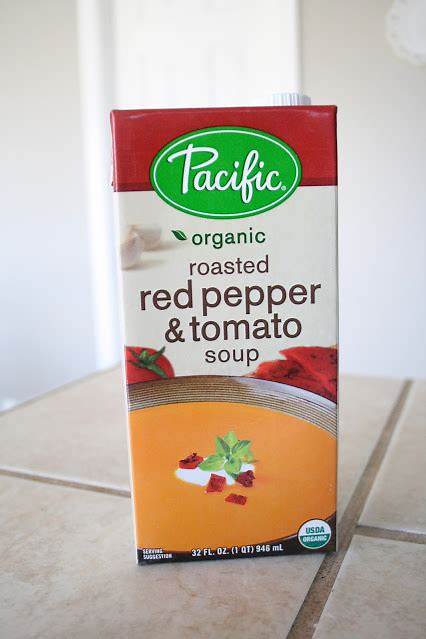 Pacific®
organic
roasted
red pepper
& tomato
soup
USDA
ORGANIC
SERVING
SUGGESTION
32 FL. OZ. (1 QT) 946 mL